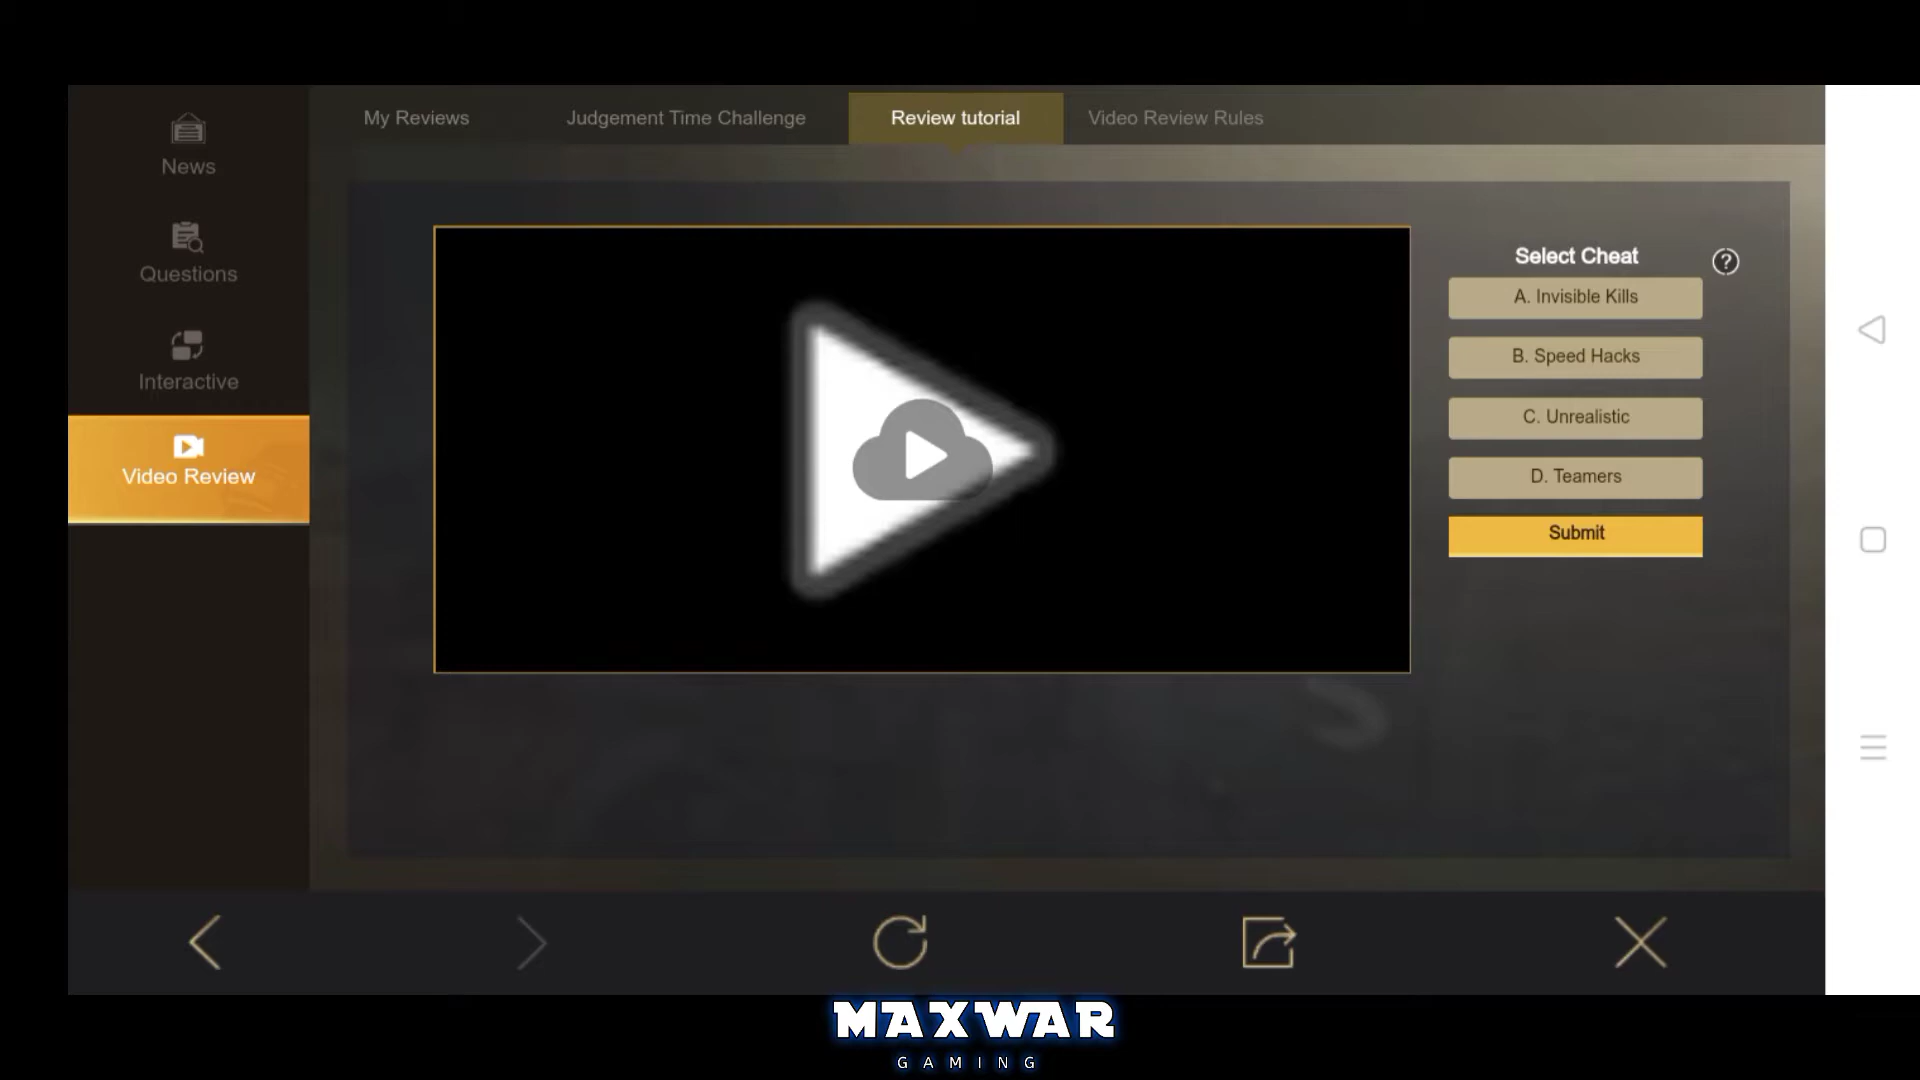 My Reviews
Judgement Time Challenge
Review tutorial
Video Review Rules
News
Questions
Interactive
Video Review
Select Cheat
?
A. Invisible Kills
B. Speed Hacks
C. Unrealistic
D. Teamers
Submit
S
MAXWAR
GAMING